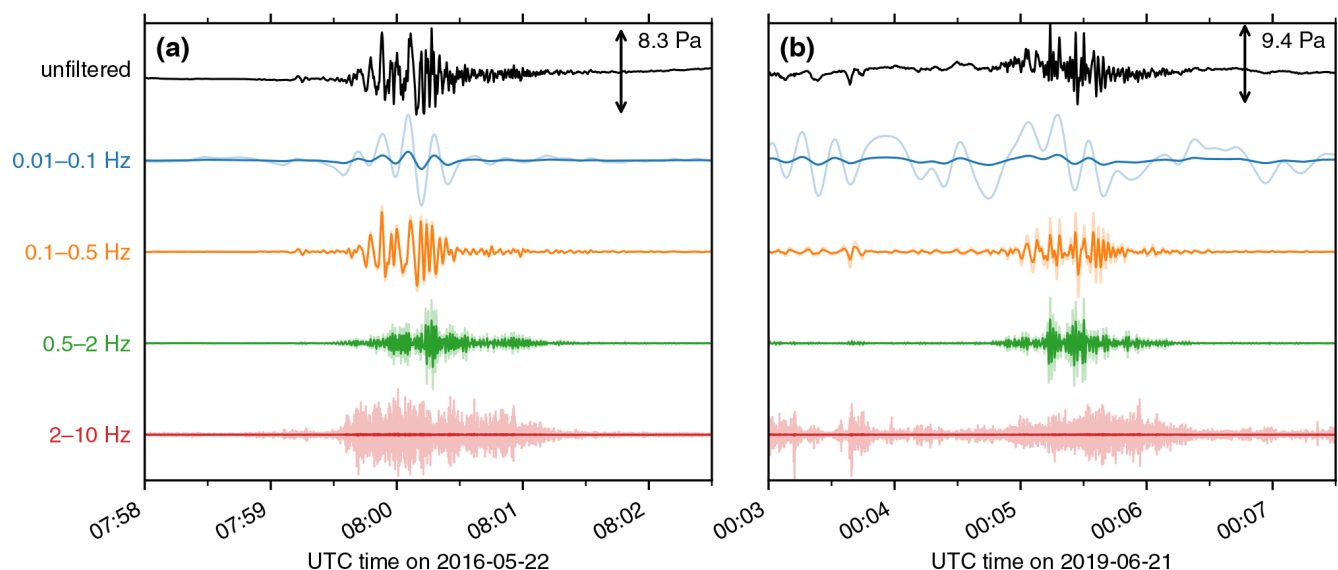 (a)
8.3 Pa
(b)
9.4 Pa
unfiltered
0.01–0.1 Hz
0.1–0.5 Hz
0.5–2 Hz
2–10 Hz
07:58
07:59
08:00
08:01
08:02
00:03
00:04
00:05
00:06
00:07
UTC time on 2016-05-22
UTC time on 2019-06-21